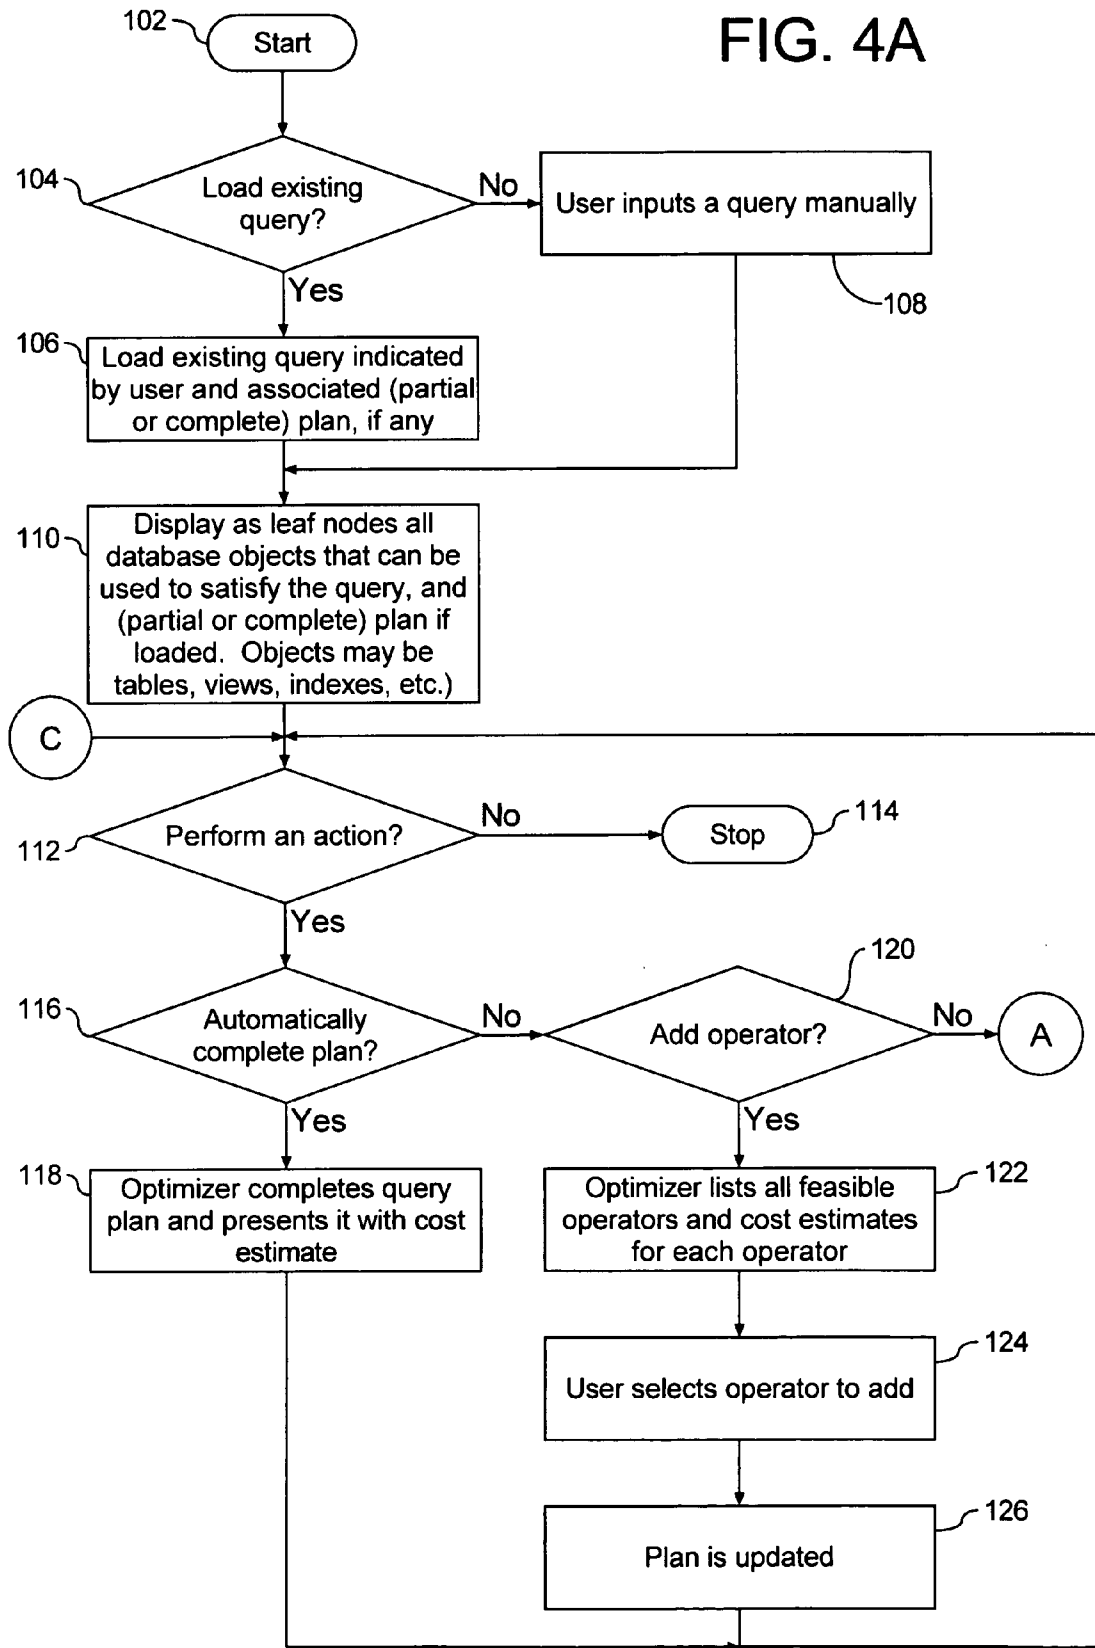 FIG. 4A
102
Start
104
Load existing
query?
No
User inputs a query manually
108
Yes
106
Load existing query indicated
by user and associated (partial
or complete) plan, if any
110
Display as leaf nodes all
database objects that can be
used to satisfy the query, and
(partial or complete) plan if
loaded. Objects may be
tables, views, indexes, etc.)
C
112
Perform an action?
No
Stop
114
Yes
116
Automatically
complete plan?
No
120
Add operator?
No
A
Yes
Yes
118
Optimizer completes query
plan and presents it with cost
estimate
122
Optimizer lists all feasible
operators and cost estimates
for each operator
124
User selects operator to add
126
Plan is updated